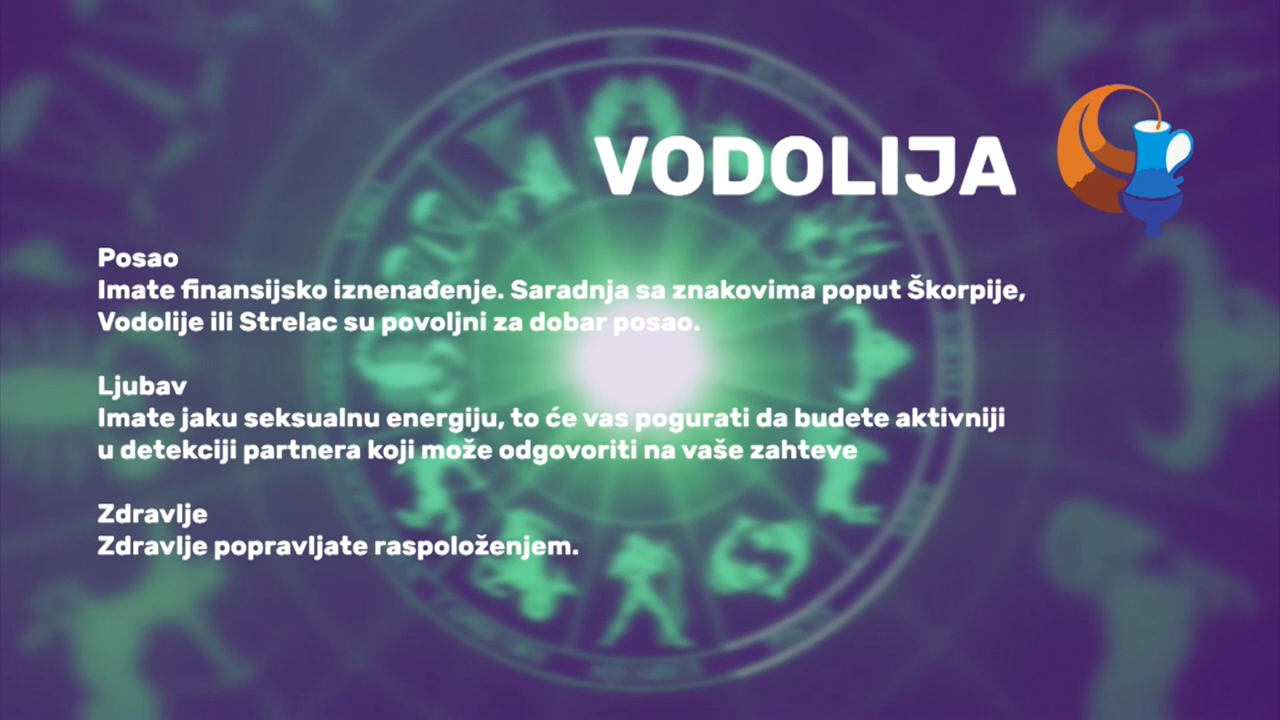 VODOLIJA
Posao
Imate finansijsko iznenađenje. Saradnja sa znakovima poput Škorpije,
Vodolije ili Strelac su povoljni za dobar posao.
Ljubav
Imate jaku seksualnu energiju, to će vas pogurati da budete aktivniji
u detekciji partnera koji može odgovoriti na vaše zahteve
Zdravlje
Zdravlje popravljate raspoloženjem.